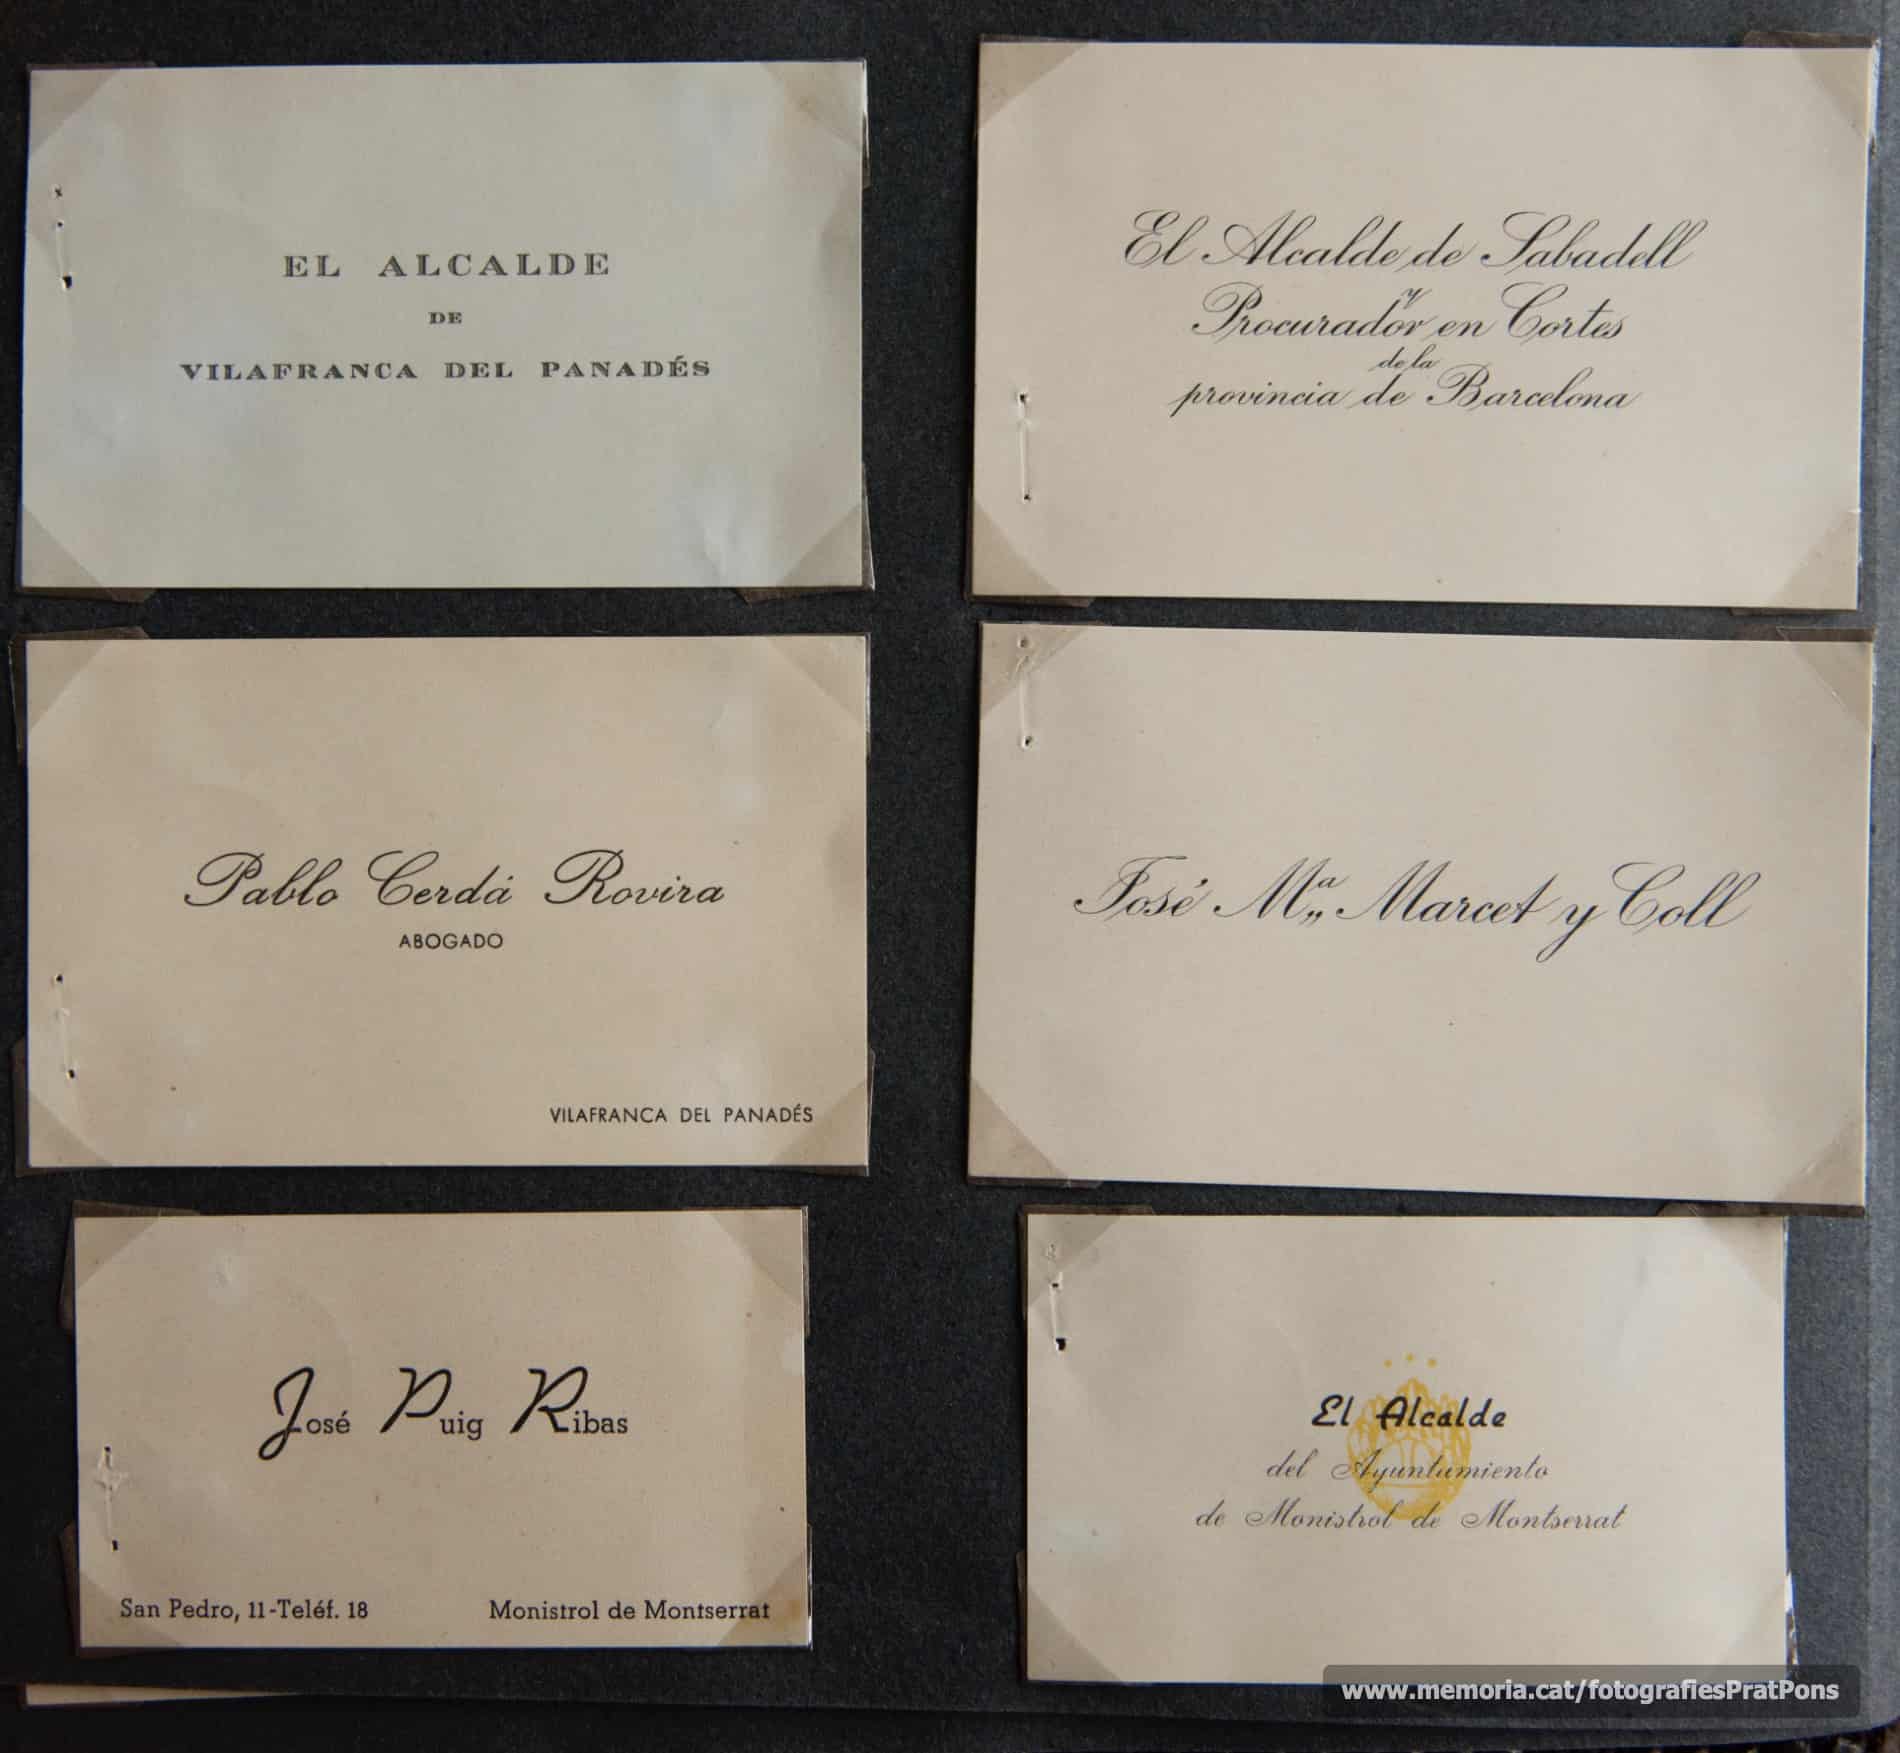 EL ALCALDE
DE
VILAFRANCA DEL PANADÉS
El Alcalde de Sabadell
y
Procurador en Cortes
de la
provincia de Barcelona
Pablo Cerdá Rovira
ABOGADO
VILAFRANCA DEL PANADÉS
José Mª„ Marcet y Coll
José Puig Ribas
San Pedro, 11-Teléf. 18 Monistrol de Montserrat
El Alcalde
del Ayuntamiento
de Monistrol de Montserrat
www.memoria.cat/fotografiesPratPons